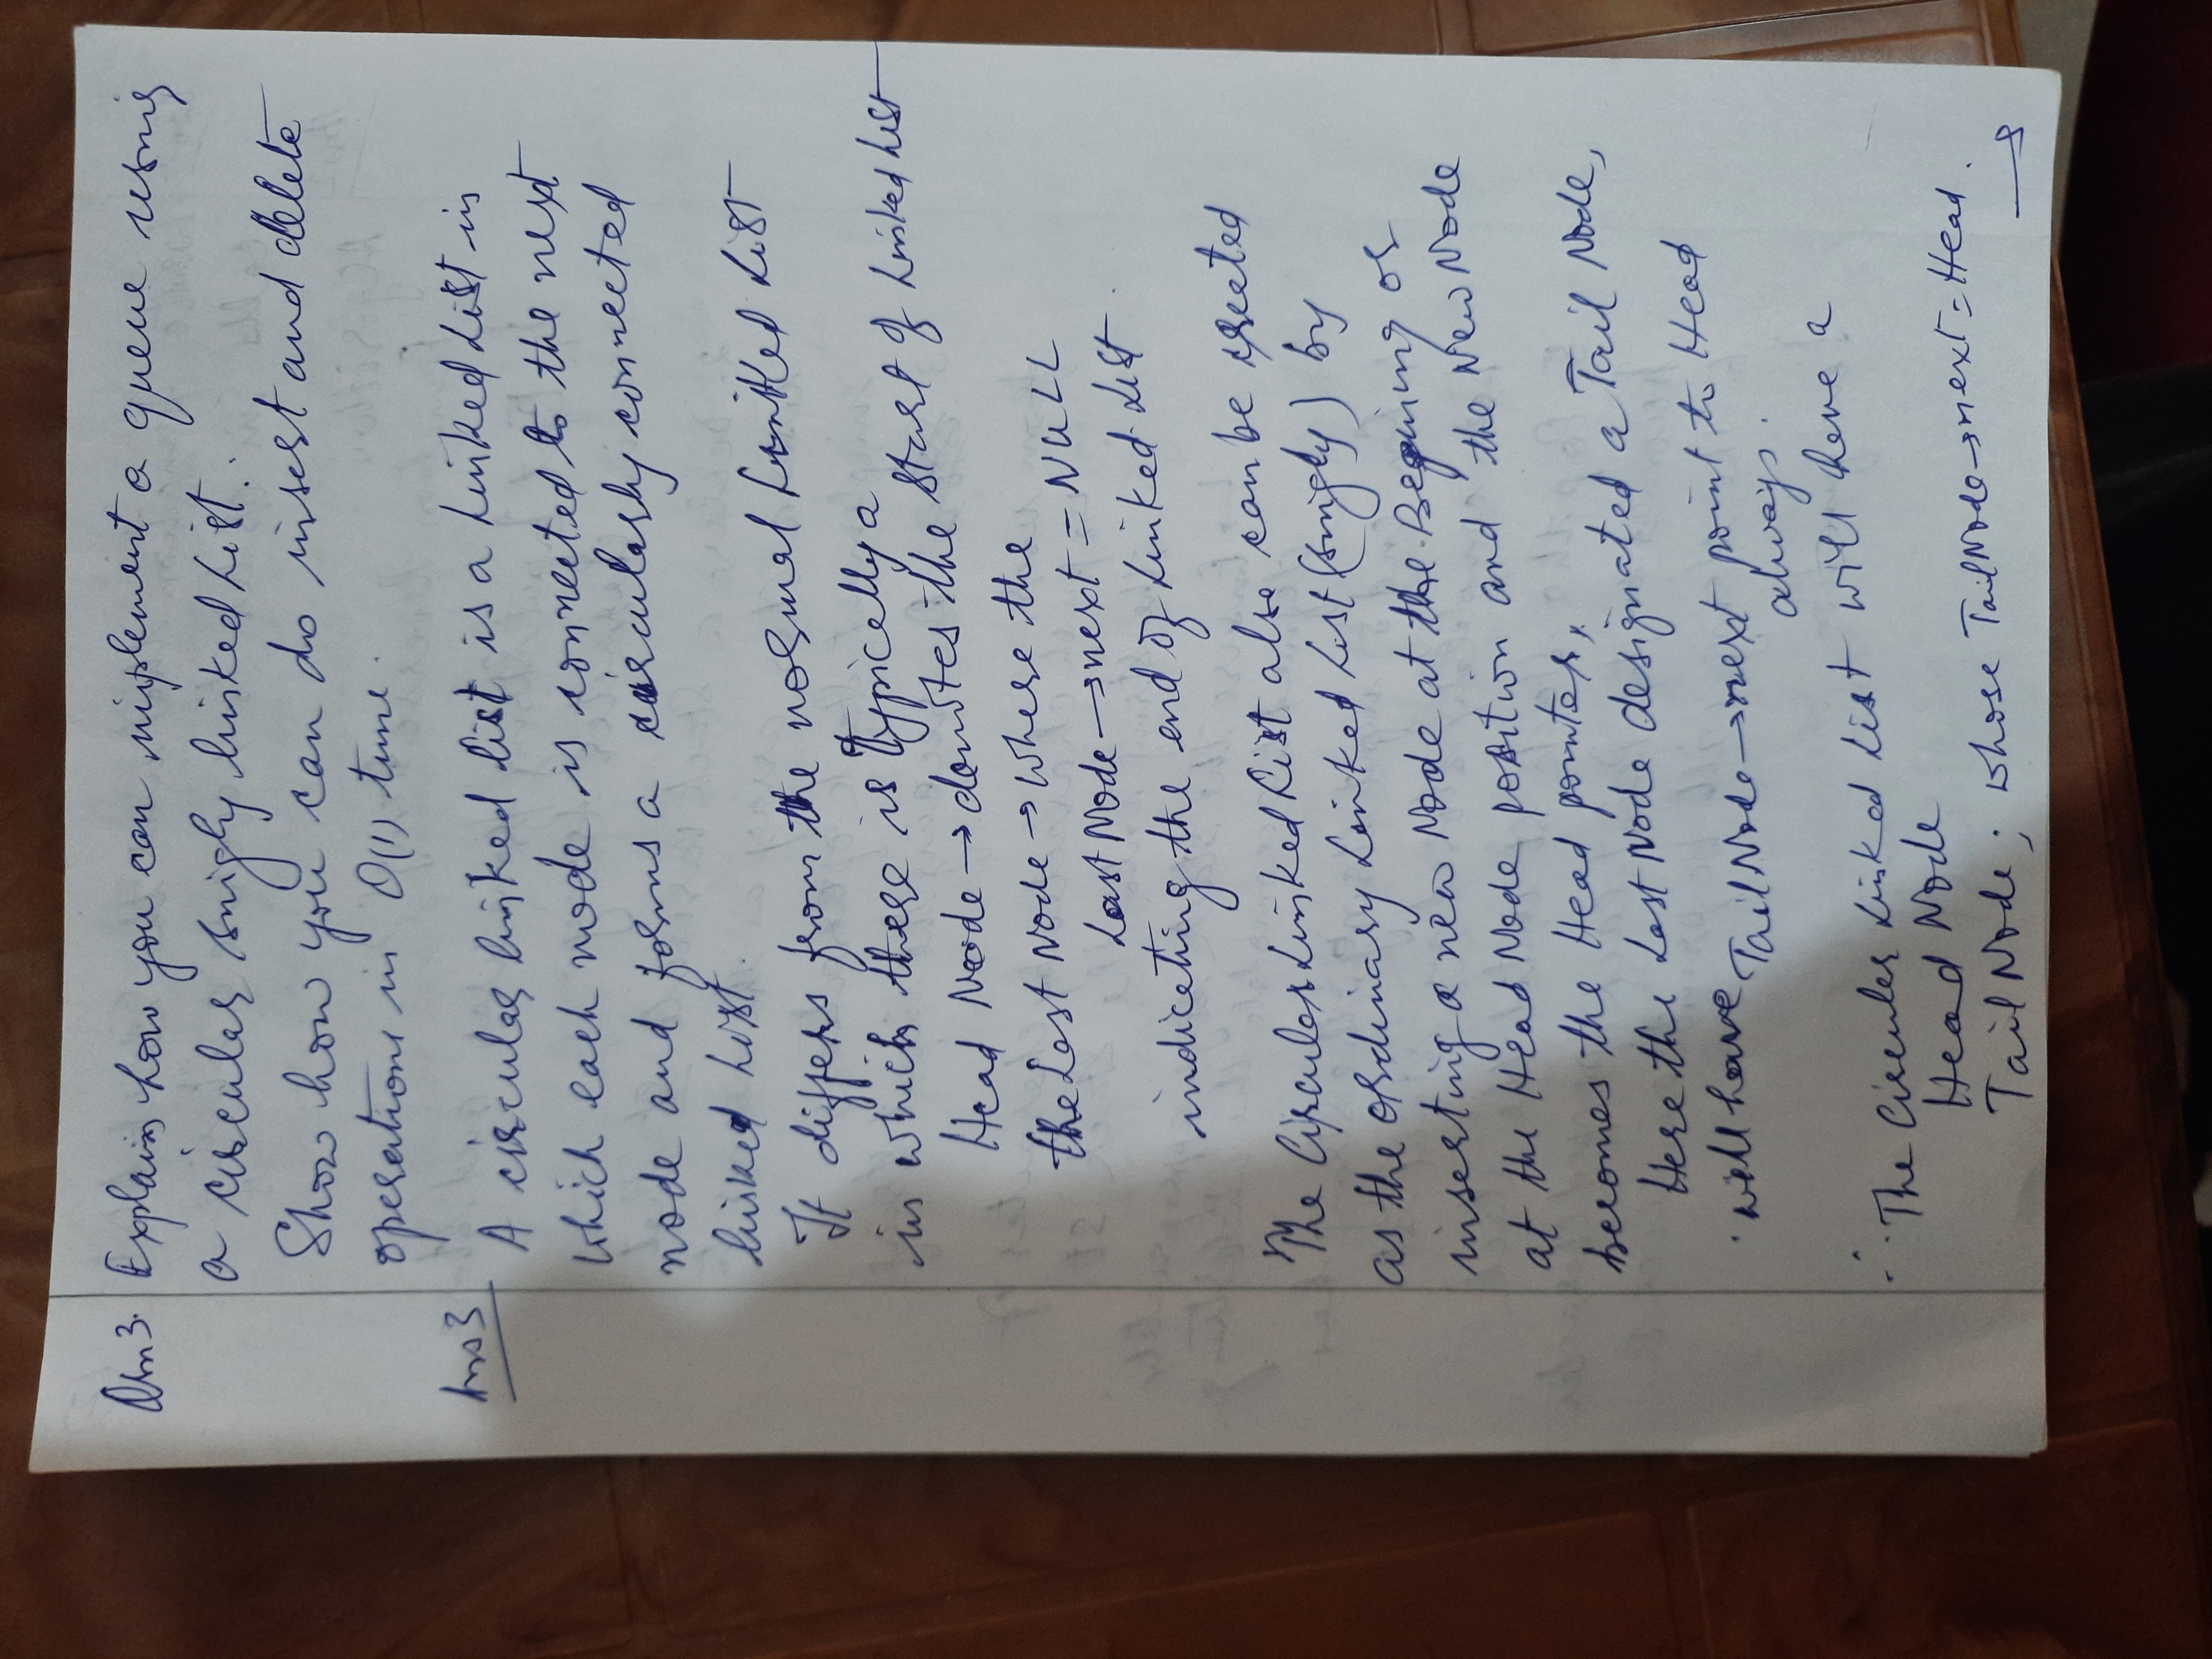 Qn 3. Explain how you can implement a queue using
a circular singly linked List.
Show how you can do insert and delete
operations in O(1) time.
Ans 3
A circular linked list is a Linked List in
which each node is connected to the next
node and forms a circularly connected
linked list.
It differs from the normal Linked List
in which there is typically a
Head Node → denotes the start of Linked List
the Last Node → where the
Last Node → next = NULL
indicating the end of Linked List.
The Circular Linked List also can be created
as the ordinary Linked List (singly) by
inserting a new Node at the Begining or
at the Head Node position and the New Node
becomes the Head pointer,
Here the Last Node designated a Tail Node,
will have Tail Node → next point to Head
always.
∴ The Circular Linked List will have a
Head Node
Tail Node; whose Tail Node → next = Head.